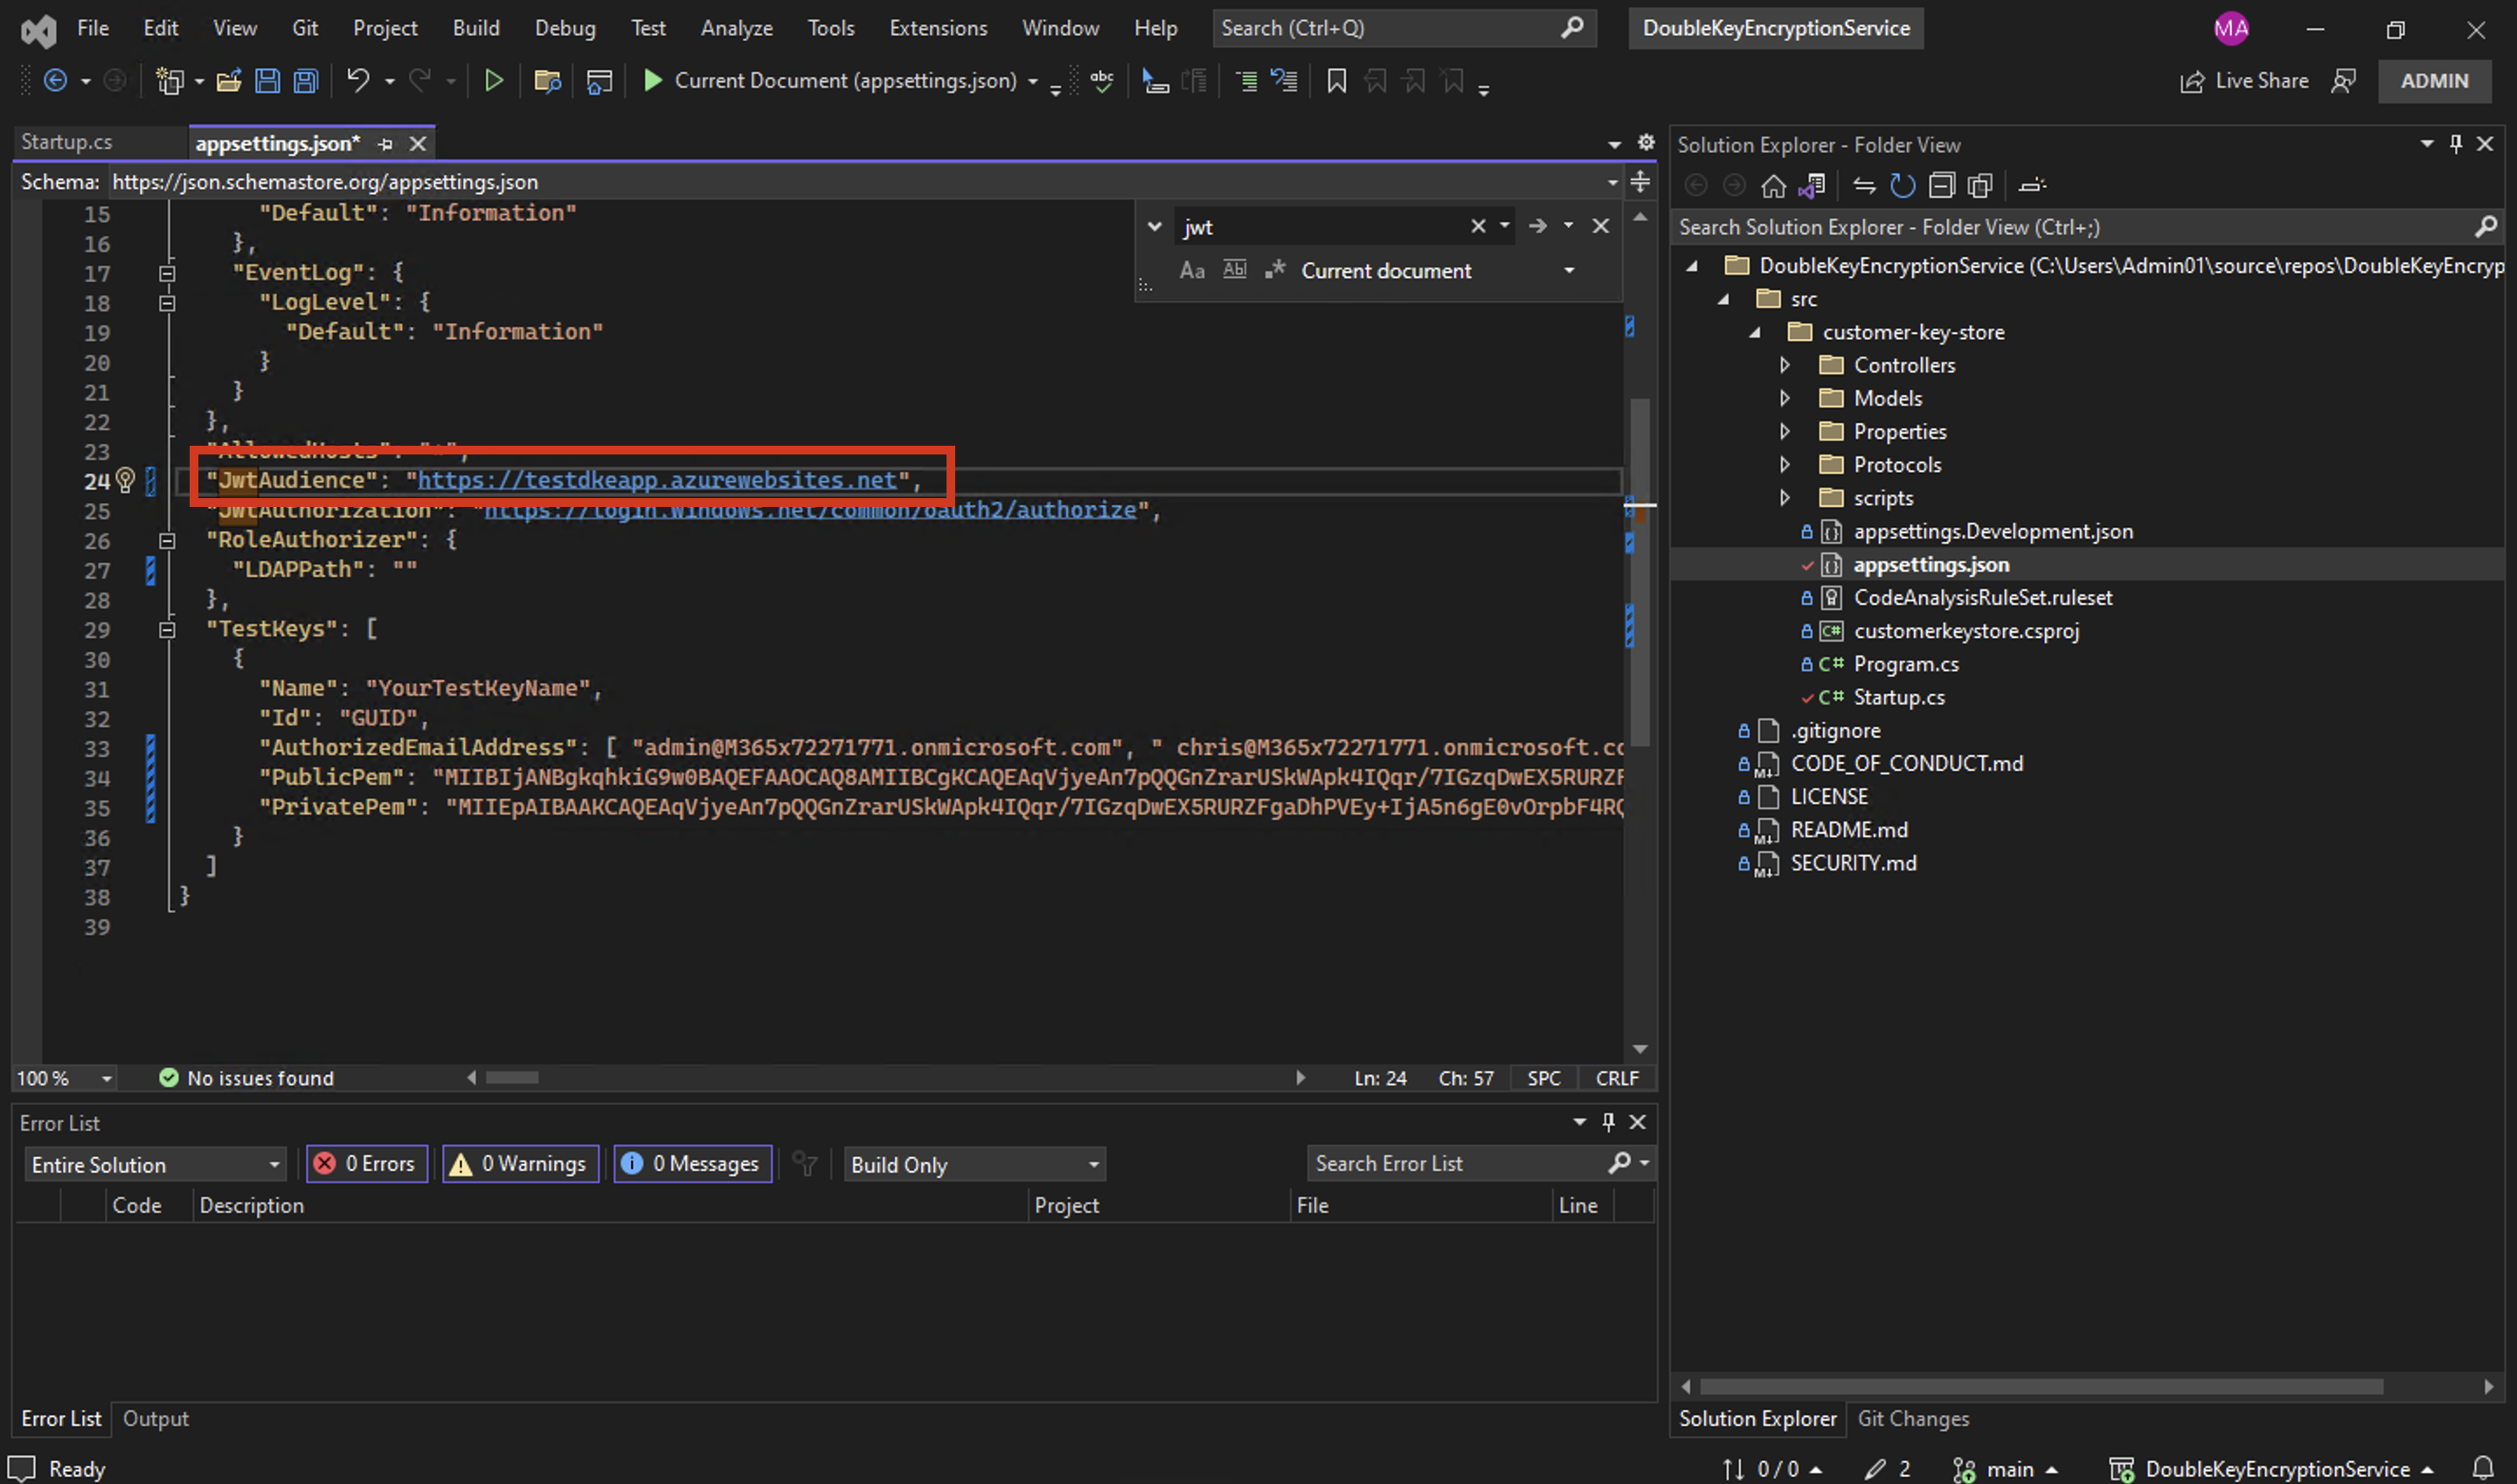 File Edit View Git Project Build Debug Test Analyze Tools Extensions Window Help Search (Ctrl+Q) DoubleKeyEncryptionService MA
Current Document (appsettings.json) abc Live Share ADMIN
Startup.cs appsettings.json*
Schema: https://json.schemastore.org/appsettings.json
jwt
Aa Abl .* Current document
15 "Default": "Information"
16 },
17 "EventLog": {
18 "LogLevel": {
19 "Default": "Information"
20 }
21 }
22 },
23 "AllowedHosts": "*",
24 "JwtAudience": "https://testdkeapp.azurewebsites.net",
25 "JwtAuthorization": "https://login.windows.net/common/oauth2/authorize",
26 "RoleAuthorizer": {
27 "LDAPPath": ""
28 },
29 "TestKeys": [
30 {
31 "Name": "YourTestKeyName",
32 "Id": "GUID",
33 "AuthorizedEmailAddress": [ "admin@M365x72271771.onmicrosoft.com", " chris@M365x72271771.onmicrosoft.co
34 "PublicPem": "MIIBIjANBgkqhkiG9w0BAQEFAAOCAQ8AMIIBCgKCAQEAqVjyeAn7pQQGnZrarUSkWApk4IQqr/7IGzqDwEX5RURZF
35 "PrivatePem": "MIIEpAIBAAKCAQEAqVjyeAn7pQQGnZrarUSkWApk4IQqr/7IGzqDwEX5RURZFgaDhPVEy+IjA5n6gE0vOrpbF4RQ
36 }
37 ]
38 }
39
100 % No issues found Ln: 24 Ch: 57 SPC CRLF
Error List
Entire Solution 0 Errors 0 Warnings 0 Messages Build Only Search Error List
Code Description Project File Line
Error List Output
Solution Explorer - Folder View
Search Solution Explorer - Folder View (Ctrl+;)
DoubleKeyEncryptionService (C:\Users\Admin01\source\repos\DoubleKeyEncryp
src
customer-key-store
Controllers
Models
Properties
Protocols
scripts
appsettings.Development.json
appsettings.json
CodeAnalysisRuleSet.ruleset
C# customerkeystore.csproj
C# Program.cs
C# Startup.cs
.gitignore
M↓ CODE_OF_CONDUCT.md
LICENSE
M↓ README.md
M↓ SECURITY.md
Solution Explorer Git Changes
Ready 0 / 0 2 main DoubleKeyEncryptionService